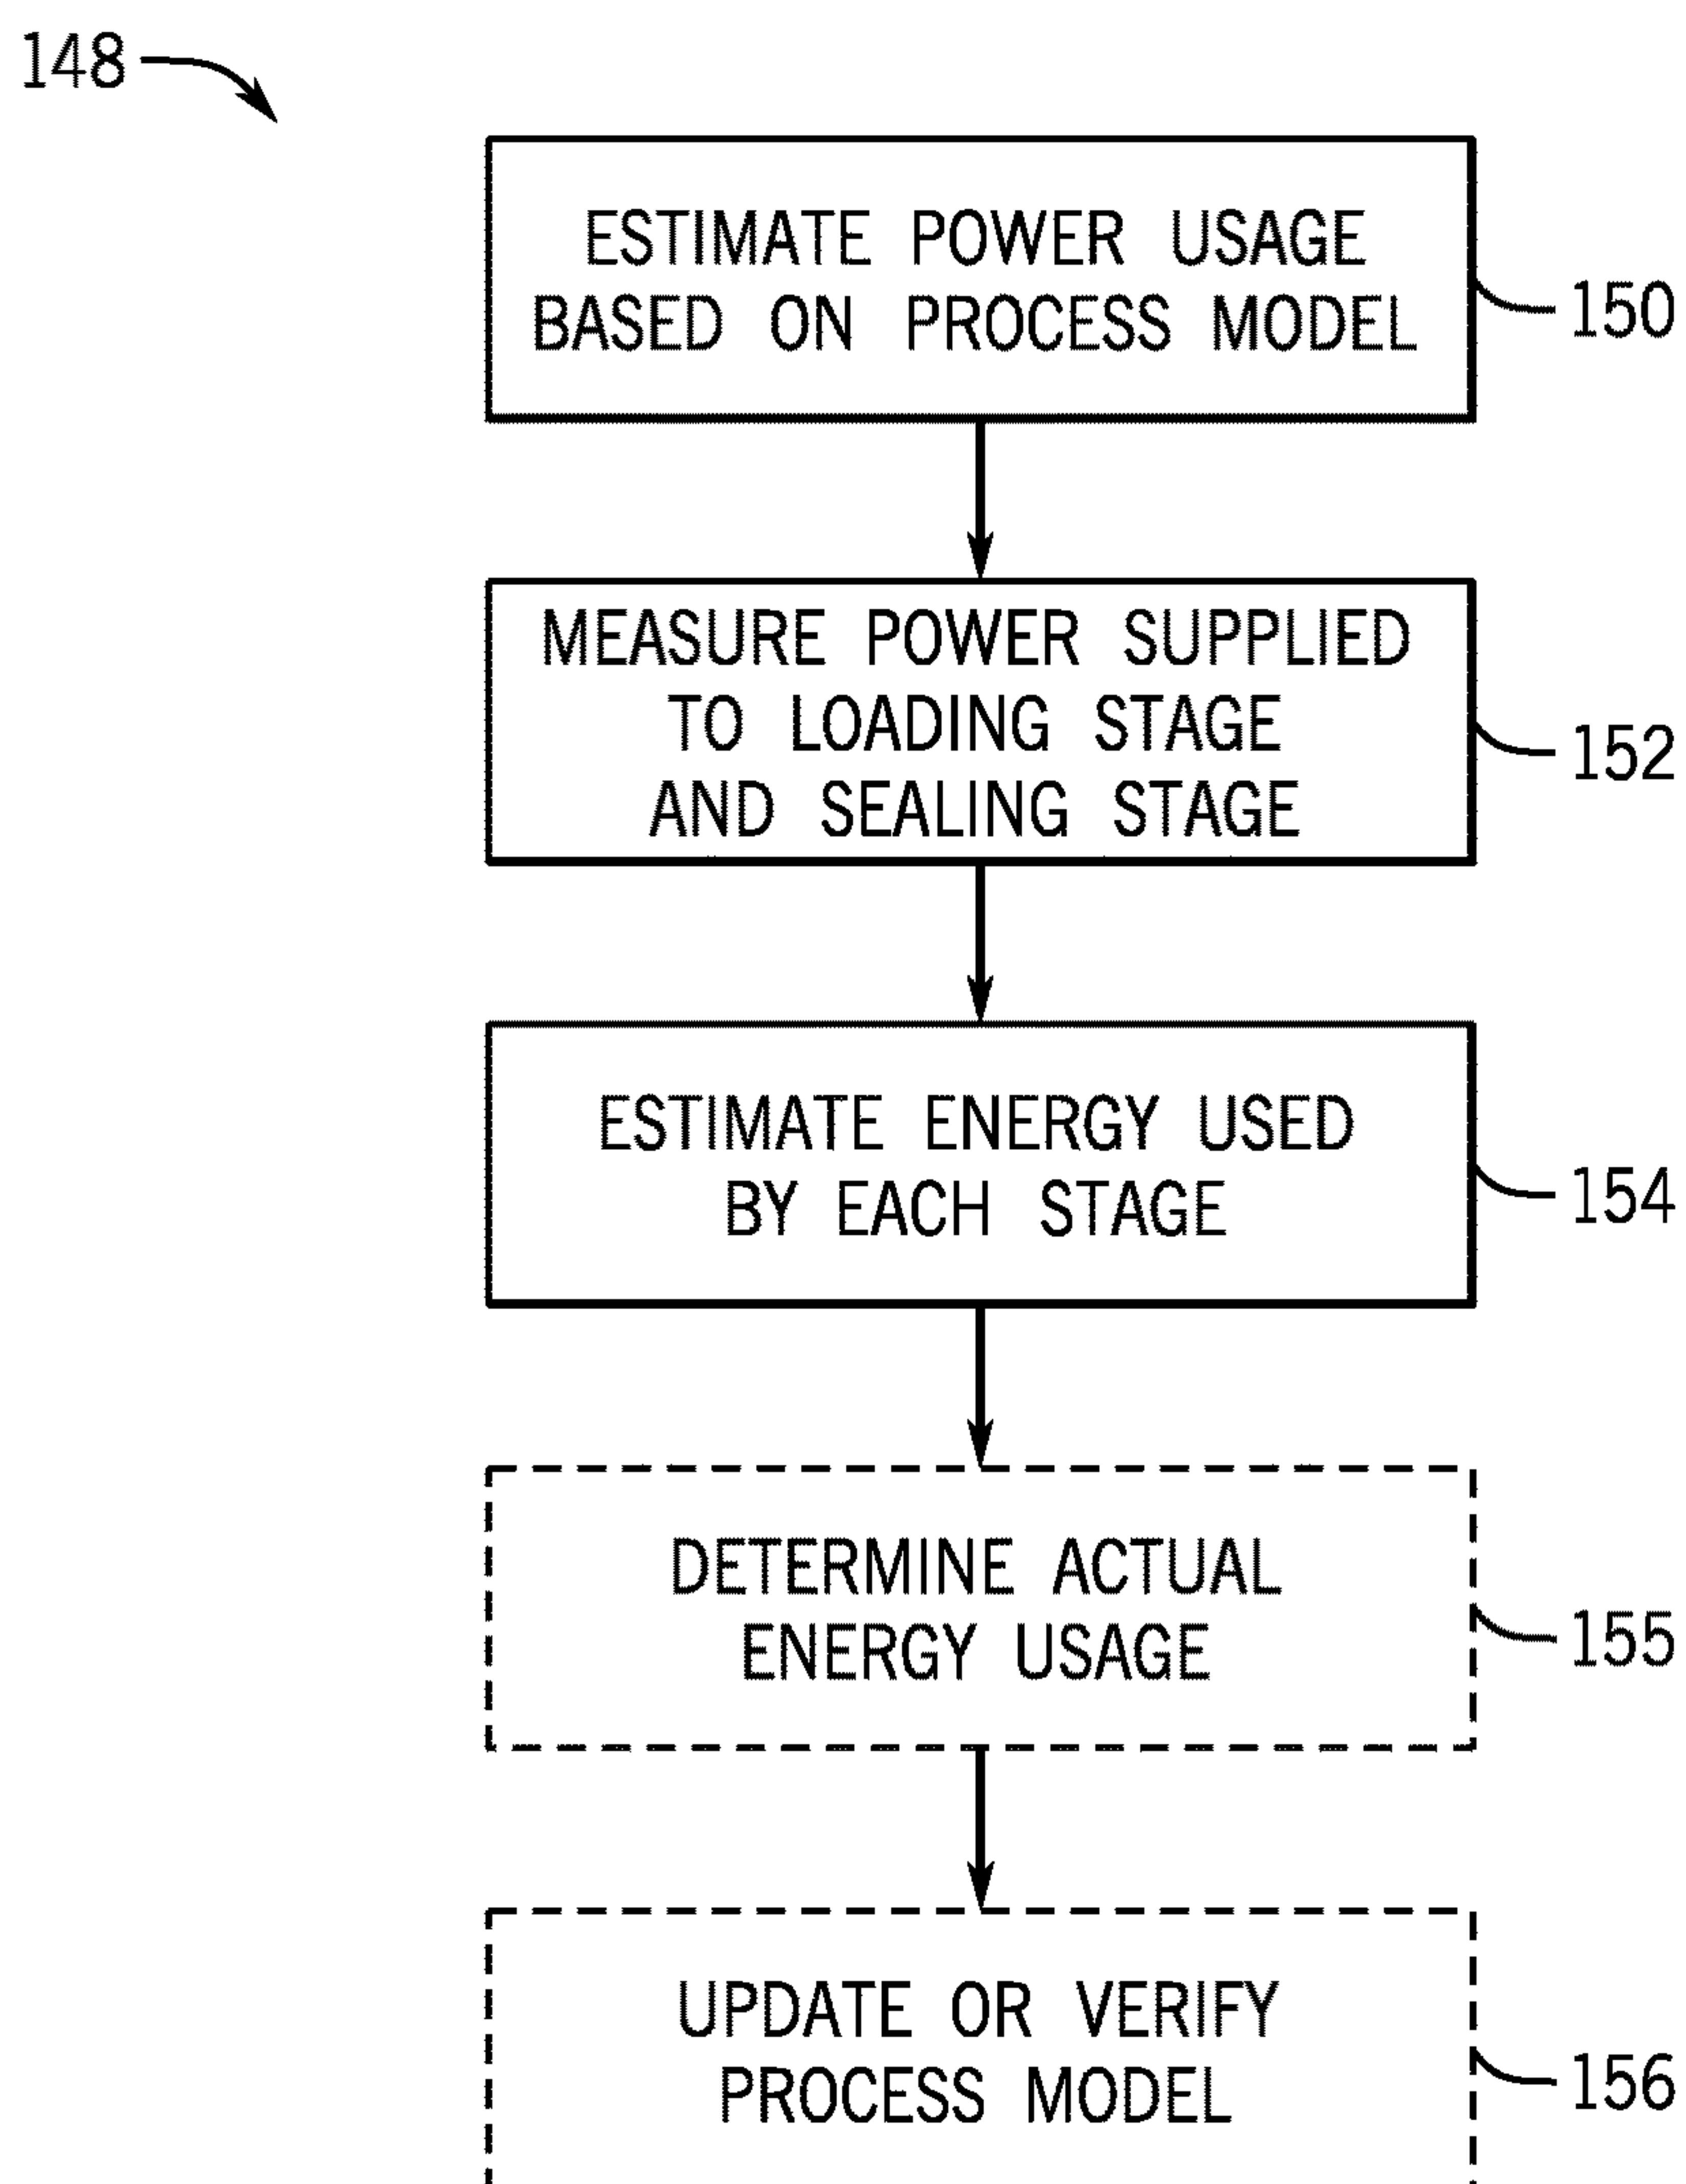 148
ESTIMATE POWER USAGE
BASED ON PROCESS MODEL
150
MEASURE POWER SUPPLIED
TO LOADING STAGE
AND SEALING STAGE
152
ESTIMATE ENERGY USED
BY EACH STAGE
154
DETERMINE ACTUAL
ENERGY USAGE
155
UPDATE OR VERIFY
PROCESS MODEL
156